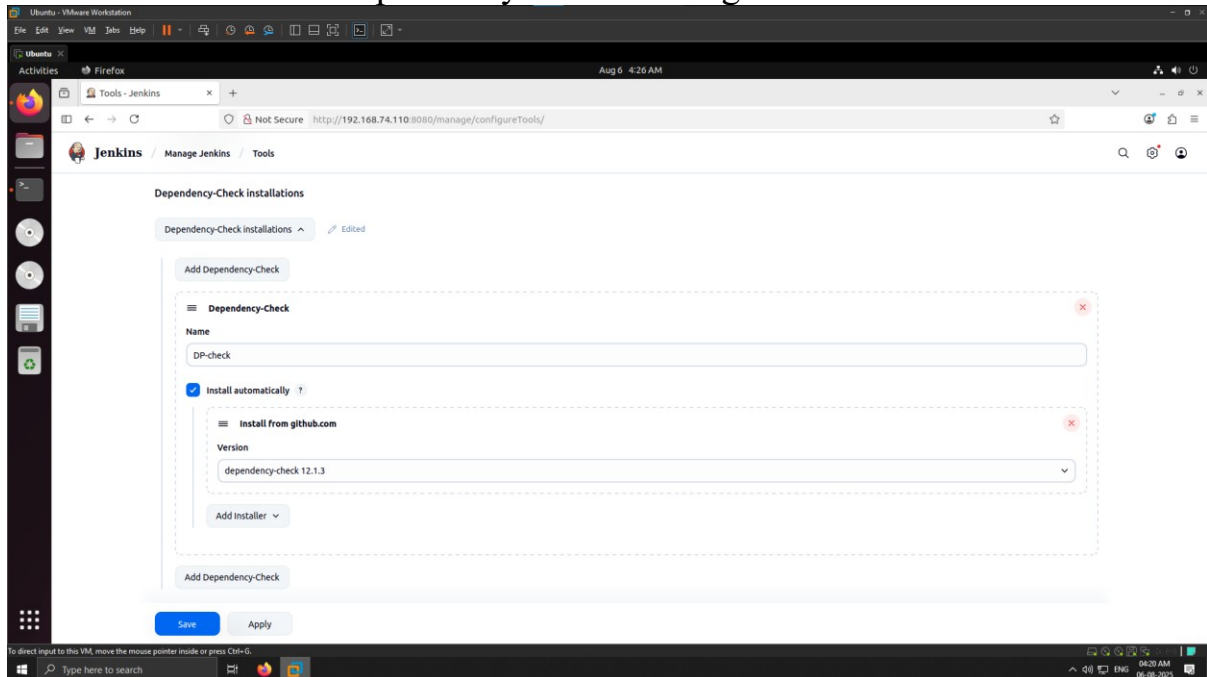 Ubuntu - VMware Workstation
File Edit View VM Tabs Help
Ubuntu
Activities Firefox Aug 6 4:26 AM
Tools - Jenkins
Not Secure http://192.168.74.110:8080/manage/configureTools/
Jenkins / Manage Jenkins / Tools
Dependency-Check installations
Dependency-Check installations Edited
Add Dependency-Check
Dependency-Check
Name
DP-check
Install automatically ?
Install from github.com
Version
dependency-check 12.1.3
Add Installer
Add Dependency-Check
Save Apply
To direct input to this VM, move the mouse pointer inside or press Ctrl+G.
Type here to search ENG 04:20 AM
06-08-2025